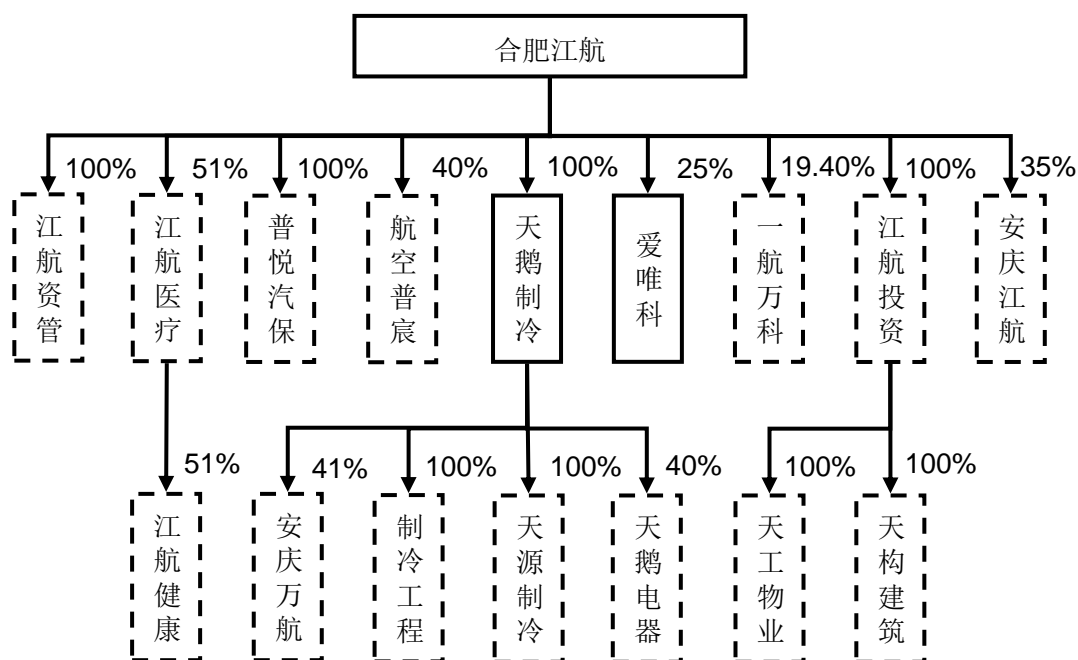 合肥江航
100%
51%
100%
40%
100%
25%
19.40%
100%
35%
江航资管
江航医疗
普悦汽保
航空普宸
天鹅制冷
爱唯科
一航万科
江航投资
安庆江航
51%
41%
100%
100%
40%
100%
100%
江航健康
安庆万航
制冷工程
天源制冷
天鹅电器
天工物业
天构建筑